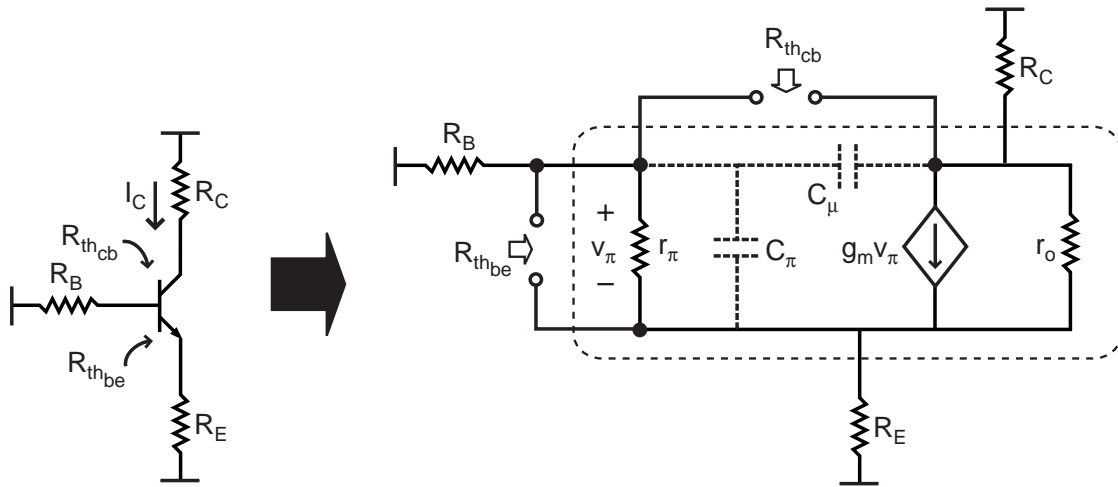 I_C
R_C
R_th_cb
R_B
R_th_be
R_E
R_th_cb
R_C
R_B
C_μ
+
v_π
−
r_π
R_th_be
C_π
g_m v_π
r_o
R_E